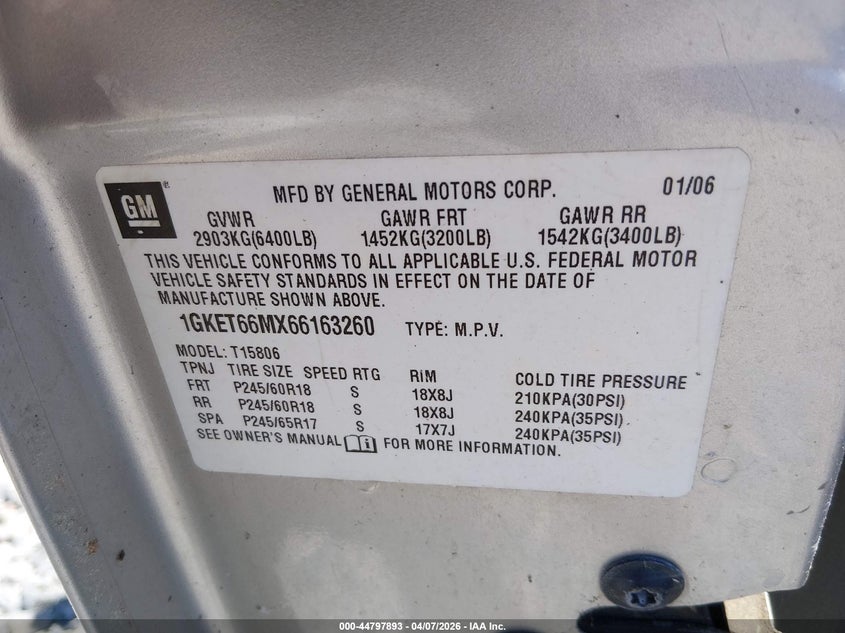 GM ®
MFD BY GENERAL MOTORS CORP. 01/06
GVWR GAWR FRT GAWR RR
2903KG(6400LB) 1452KG(3200LB) 1542KG(3400LB)
THIS VEHICLE CONFORMS TO ALL APPLICABLE U.S. FEDERAL MOTOR
VEHICLE SAFETY STANDARDS IN EFFECT ON THE DATE OF
MANUFACTURE SHOWN ABOVE.
1GKET66MX66163260 TYPE: M.P.V.
MODEL: T15806
TPNJ TIRE SIZE SPEED RTG RIM COLD TIRE PRESSURE
FRT P245/60R18 S 18X8J 210KPA(30PSI)
RR P245/60R18 S 18X8J 240KPA(35PSI)
SPA P245/65R17 S 17X7J 240KPA(35PSI)
SEE OWNER'S MANUAL i FOR MORE INFORMATION.
000-44797893 - 04/07/2026 - IAA Inc.